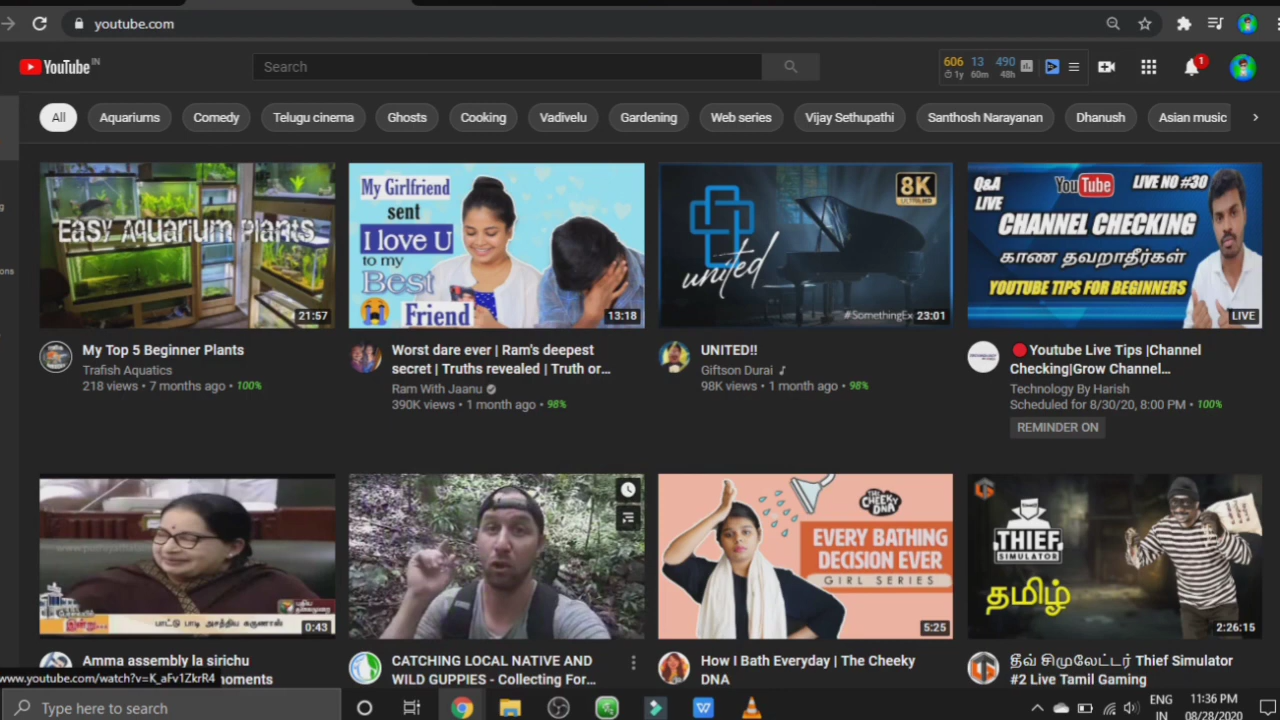 youtube.com
YouTube IN
Search
606 13 490
1y 60m 48h
1
All Aquariums Comedy Telugu cinema Ghosts Cooking Vadivelu Gardening Web series Vijay Sethupathi Santhosh Narayanan Dhanush Asian music
g
ons
Easy Aquarium Plants
21:57
My Girlfriend
sent
I love U
to my
Best
Friend
13:18
8K
ULTRA HD
united
#SomethingEx
23:01
Q&A
LIVE
YouTube
LIVE NO #30
CHANNEL CHECKING
காண தவறாதீர்கள்
YOUTUBE TIPS FOR BEGINNERS
LIVE
My Top 5 Beginner Plants
Trafish Aquatics
218 views • 7 months ago • 100%
Worst dare ever | Ram's deepest
secret | Truths revealed | Truth or...
Ram With Jaanu
390K views • 1 month ago • 98%
UNITED!!
Giftson Durai ♪
98K views • 1 month ago • 98%
Youtube Live Tips |Channel
Checking|Grow Channel...
Technology By Harish
Scheduled for 8/30/20, 8:00 PM • 100%
REMINDER ON
இன்று...
பாட்டு பாடி அசத்திய கருணாஸ்
0:43
THE
CHEEKY
DNA
EVERY BATHING
DECISION EVER
GIRL SERIES
5:25
THIEF
SIMULATOR
தமிழ்
2:26:15
Amma assembly la sirichu
moments
CATCHING LOCAL NATIVE AND
WILD GUPPIES - Collecting For...
How I Bath Everyday | The Cheeky
DNA
தீவ் சிமுலேட்டர் Thief Simulator
#2 Live Tamil Gaming
www.youtube.com/watch?v=K_aFv1ZkrR4
Type here to search
ENG
IN
11:36 PM
08/28/2020